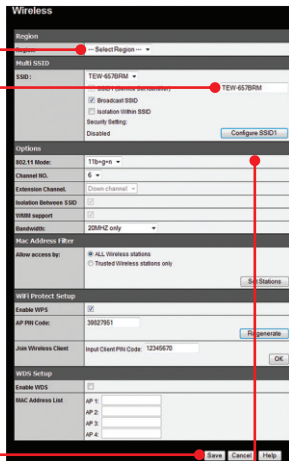 Wireless
Region
Region: -- Select Region --
Multi SSID
SSID : TEW-657BRM
SSID1 (Service Set Identifier) TEW-657BRM
Broadcast SSID
Isolation Within SSID
Security Setting:
Disabled Configure SSID1
Options
802.11 Mode: 11b+g+n
Channel NO. 6
Extension Channel. Down channel
Isolation Between SSID
WMM support
Bandwidth: 20MHZ only
Mac Address Filter
Allow access by: ALL Wireless stations
Trusted Wireless stations only
Set Stations
WiFi Protect Setup
Enable WPS
AP PIN Code: 39827951
Regenerate
Join Wireless Client Input Client PIN Code: 12345670
OK
WDS Setup
Enable WDS
MAC Address List AP 1:
AP 2:
AP 3:
AP 4:
Save Cancel Help